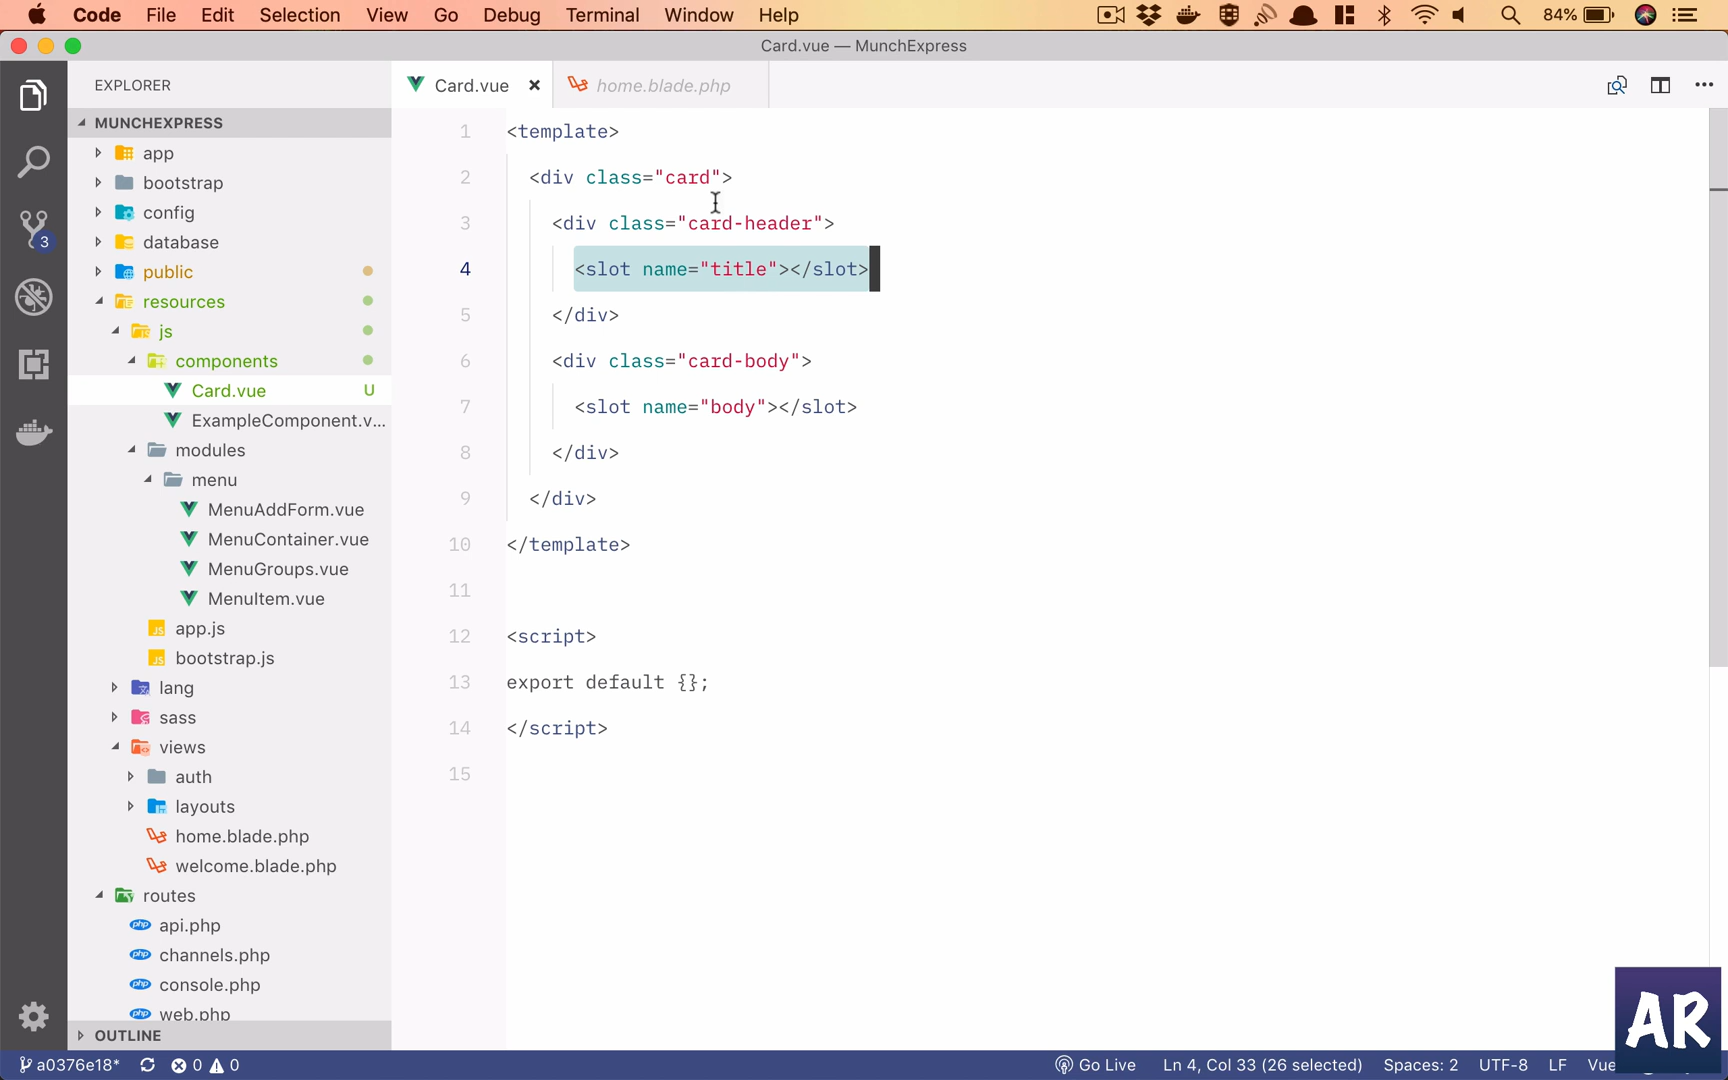 Code File Edit Selection View Go Debug Terminal Window Help 84%
Card.vue — MunchExpress
EXPLORER
Card.vue × home.blade.php
MUNCHEXPRESS
app
bootstrap
config
database
public
resources
js
components
Card.vue U
ExampleComponent.v...
modules
menu
MenuAddForm.vue
MenuContainer.vue
MenuGroups.vue
MenuItem.vue
app.js
bootstrap.js
lang
sass
views
auth
layouts
home.blade.php
welcome.blade.php
routes
api.php
channels.php
console.php
web.php
OUTLINE
3
1 <template>
2 <div class="card">
3 <div class="card-header">
4 <slot name="title"></slot>
5 </div>
6 <div class="card-body">
7 <slot name="body"></slot>
8 </div>
9 </div>
10 </template>
11
12 <script>
13 export default {};
14 </script>
15
AR
a0376e18* 0 0 Go Live Ln 4, Col 33 (26 selected) Spaces: 2 UTF-8 LF Vue